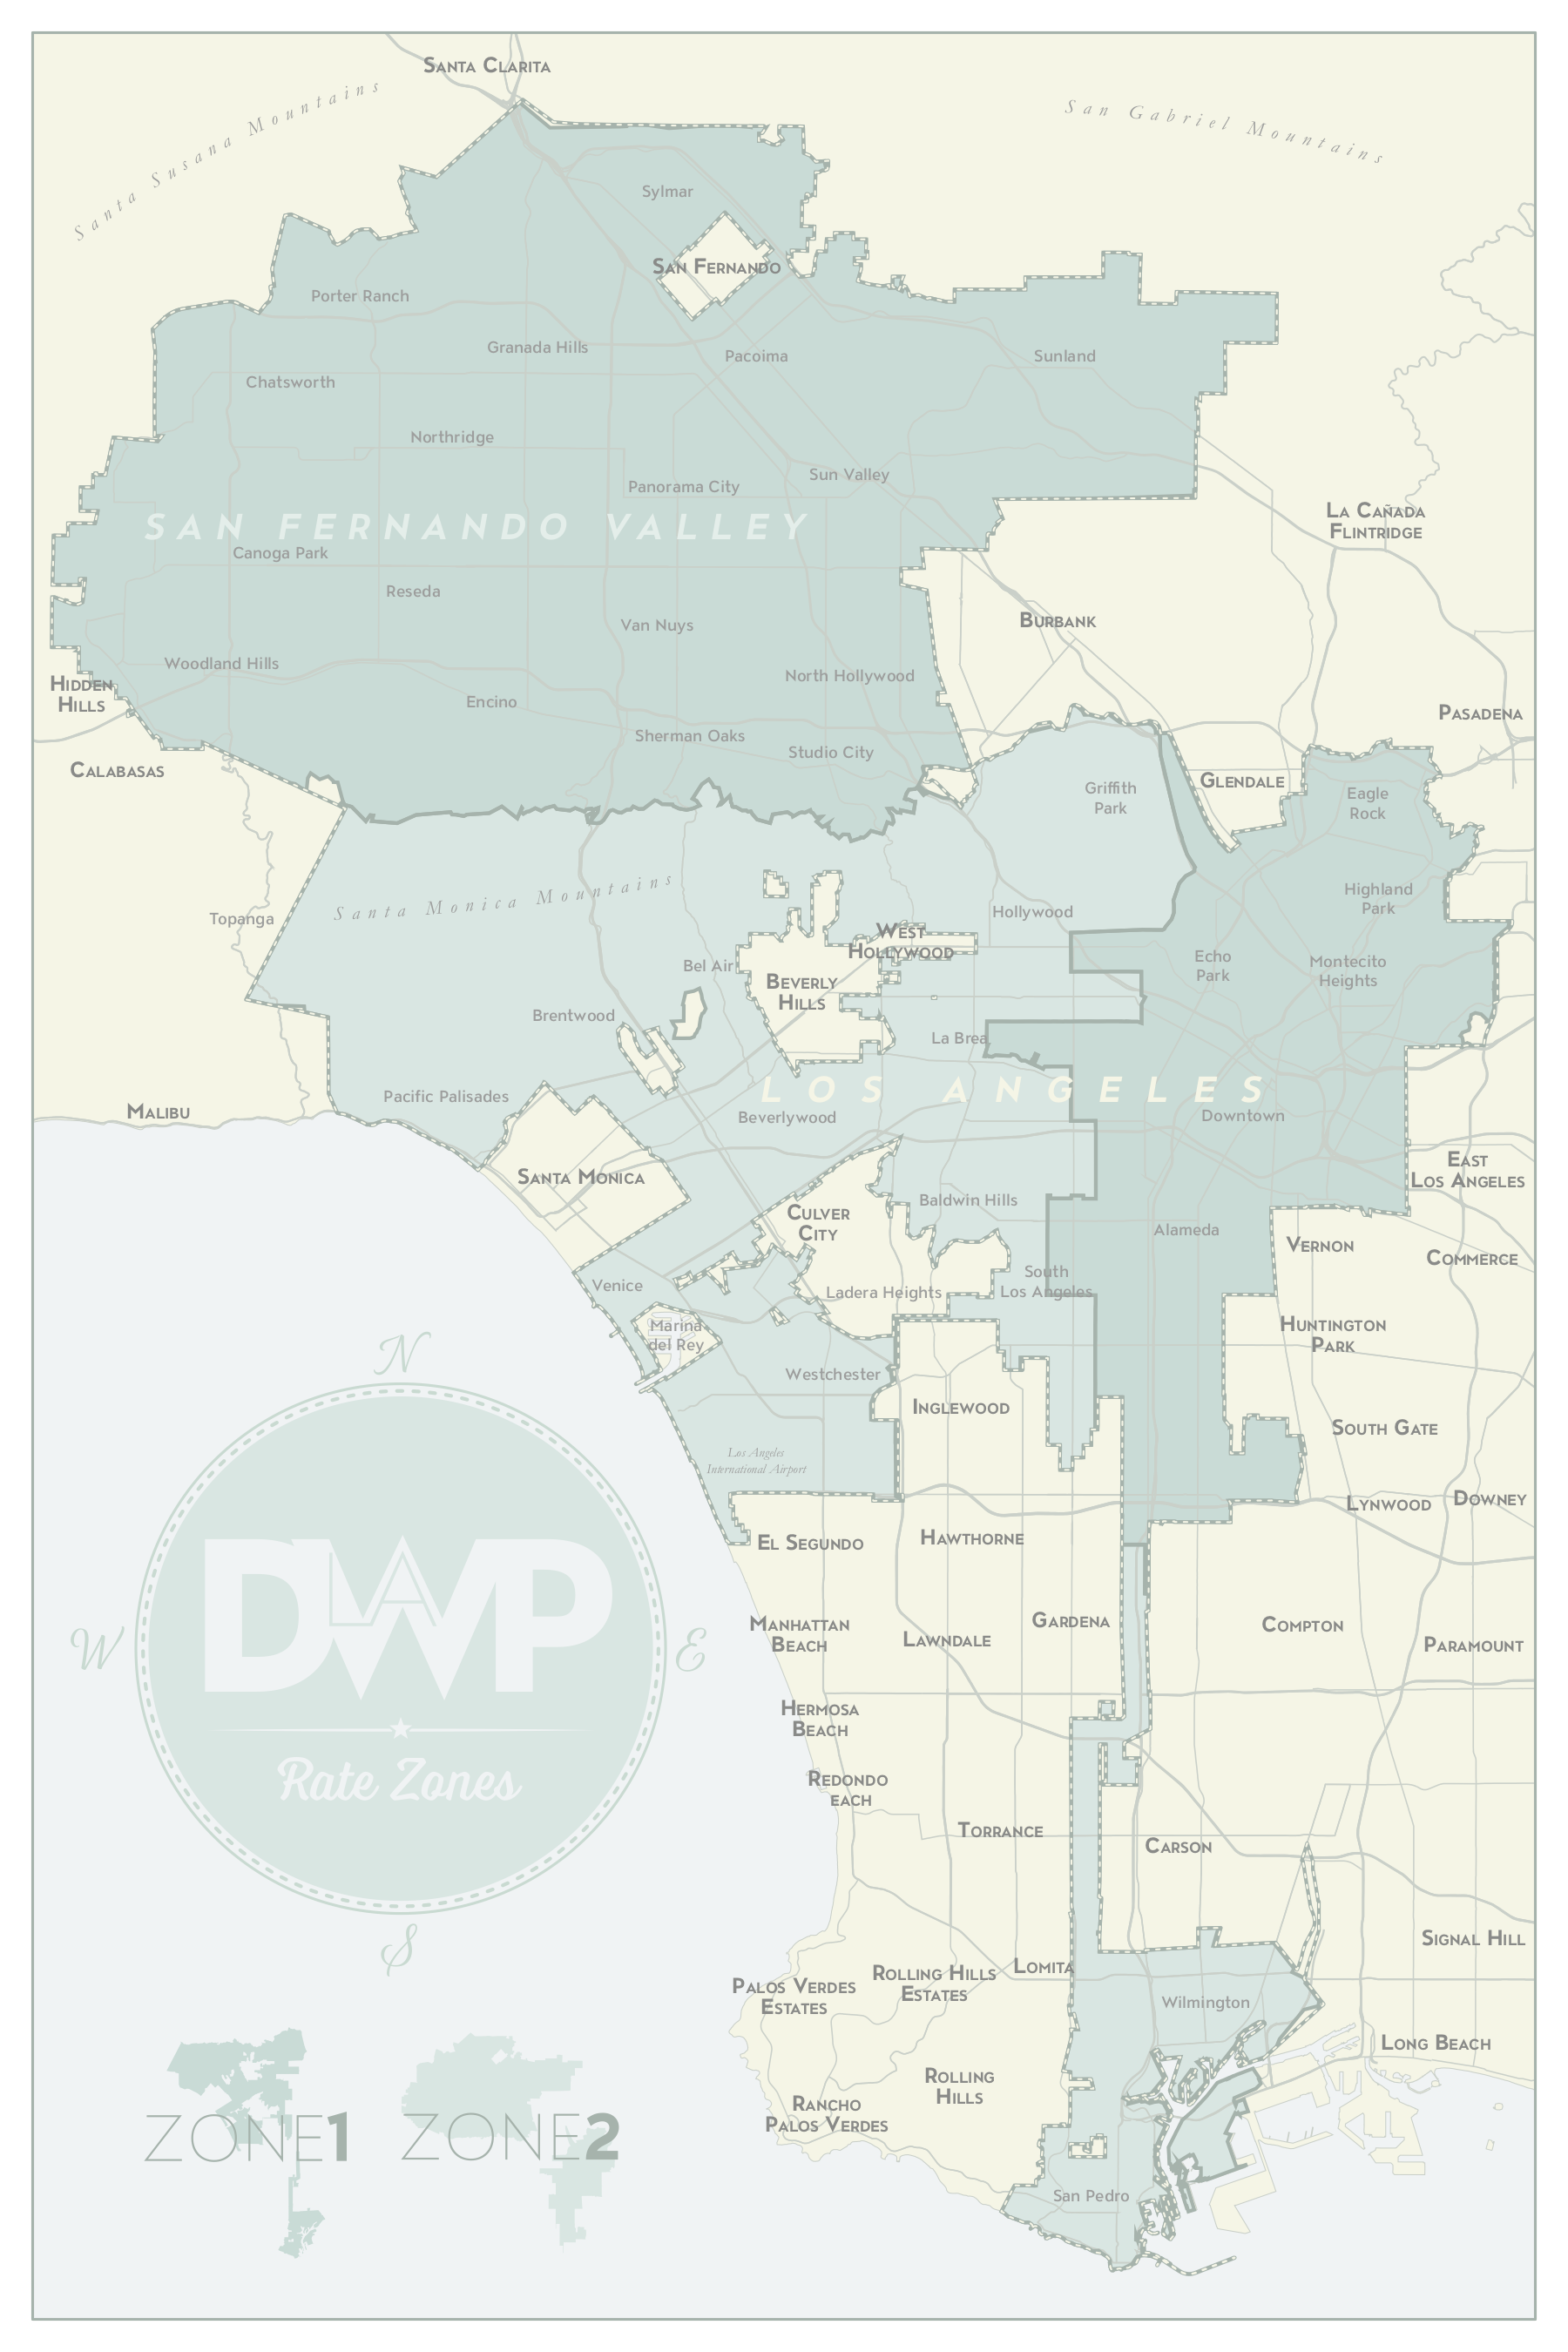 Santa Clarita
Santa Susana Mountains
San Gabriel Mountains
Sylmar
San Fernando
Porter Ranch
Granada Hills
Pacoima
Sunland
Chatsworth
Northridge
Sun Valley
Panorama City
La Cañada
Flintridge
SAN FERNANDO VALLEY
Canoga Park
Reseda
Burbank
Van Nuys
Woodland Hills
North Hollywood
Hidden
Hills
Encino
Pasadena
Sherman Oaks
Studio City
Calabasas
Glendale
Griffith
Park
Eagle
Rock
Santa Monica Mountains
Highland
Park
Topanga
Hollywood
West
Hollywood
Bel Air
Echo
Park
Montecito
Heights
Beverly
Hills
Brentwood
La Brea
LOS ANGELES
Pacific Palisades
Malibu
Beverlywood
Downtown
East
Los Angeles
Santa Monica
Baldwin Hills
Culver
City
Alameda
Vernon
Commerce
Venice
South
Los Angeles
Ladera Heights
Marina
del Rey
Huntington
Park
N
Westchester
Inglewood
South Gate
Los Angeles
International Airport
Lynwood
Downey
El Segundo
Hawthorne
DWP
LA
Manhattan
Beach
Lawndale
Gardena
Compton
Paramount
W
E
Hermosa
Beach
Rate Zones
Redondo
each
Torrance
Carson
S
Signal Hill
Lomita
Rolling Hills
Estates
Palos Verdes
Estates
Wilmington
Long Beach
Rolling
Hills
Rancho
Palos Verdes
ZONE1
ZONE2
San Pedro